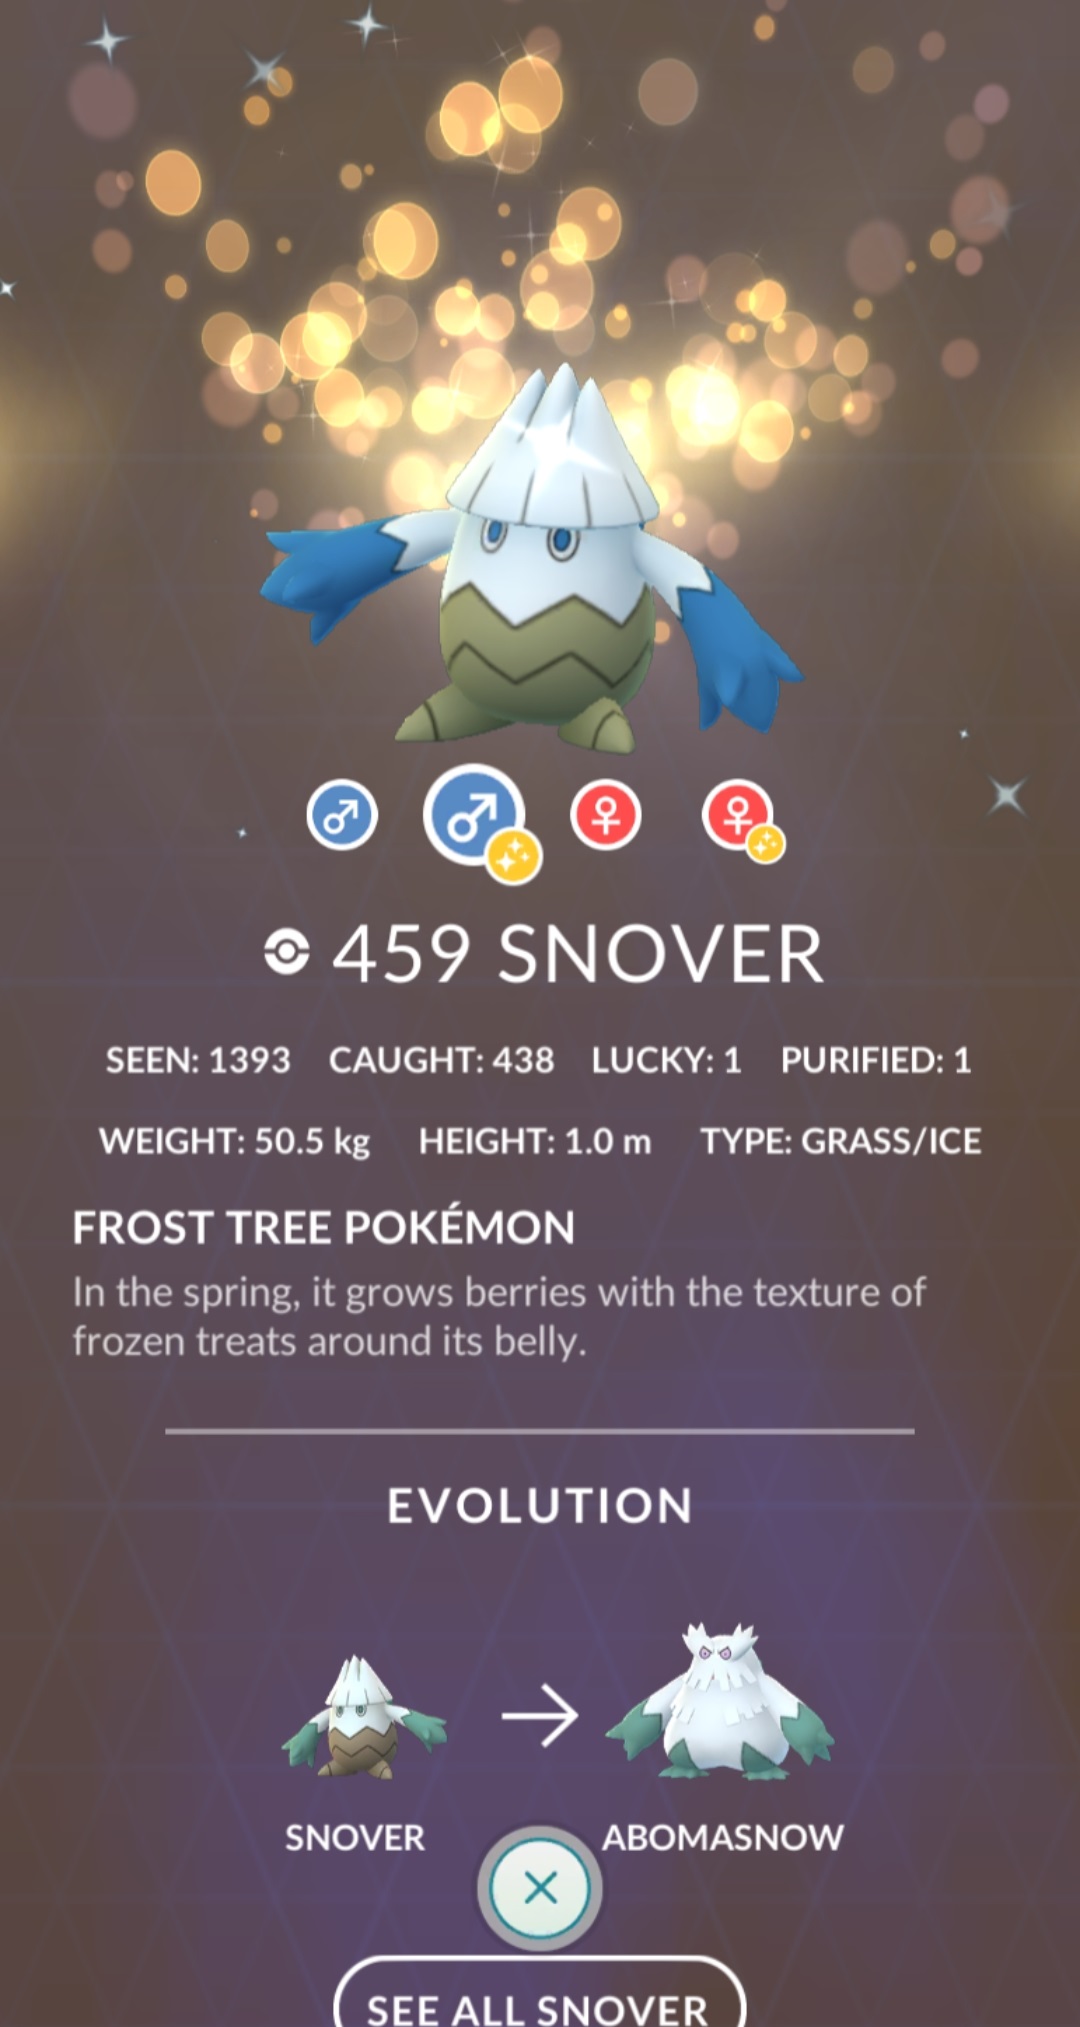 459 SNOVER
SEEN: 1393 CAUGHT: 438 LUCKY: 1 PURIFIED: 1
WEIGHT: 50.5 kg HEIGHT: 1.0 m TYPE: GRASS/ICE
FROST TREE POKÉMON
In the spring, it grows berries with the texture of
frozen treats around its belly.
EVOLUTION
SNOVER ABOMASNOW
SEE ALL SNOVER